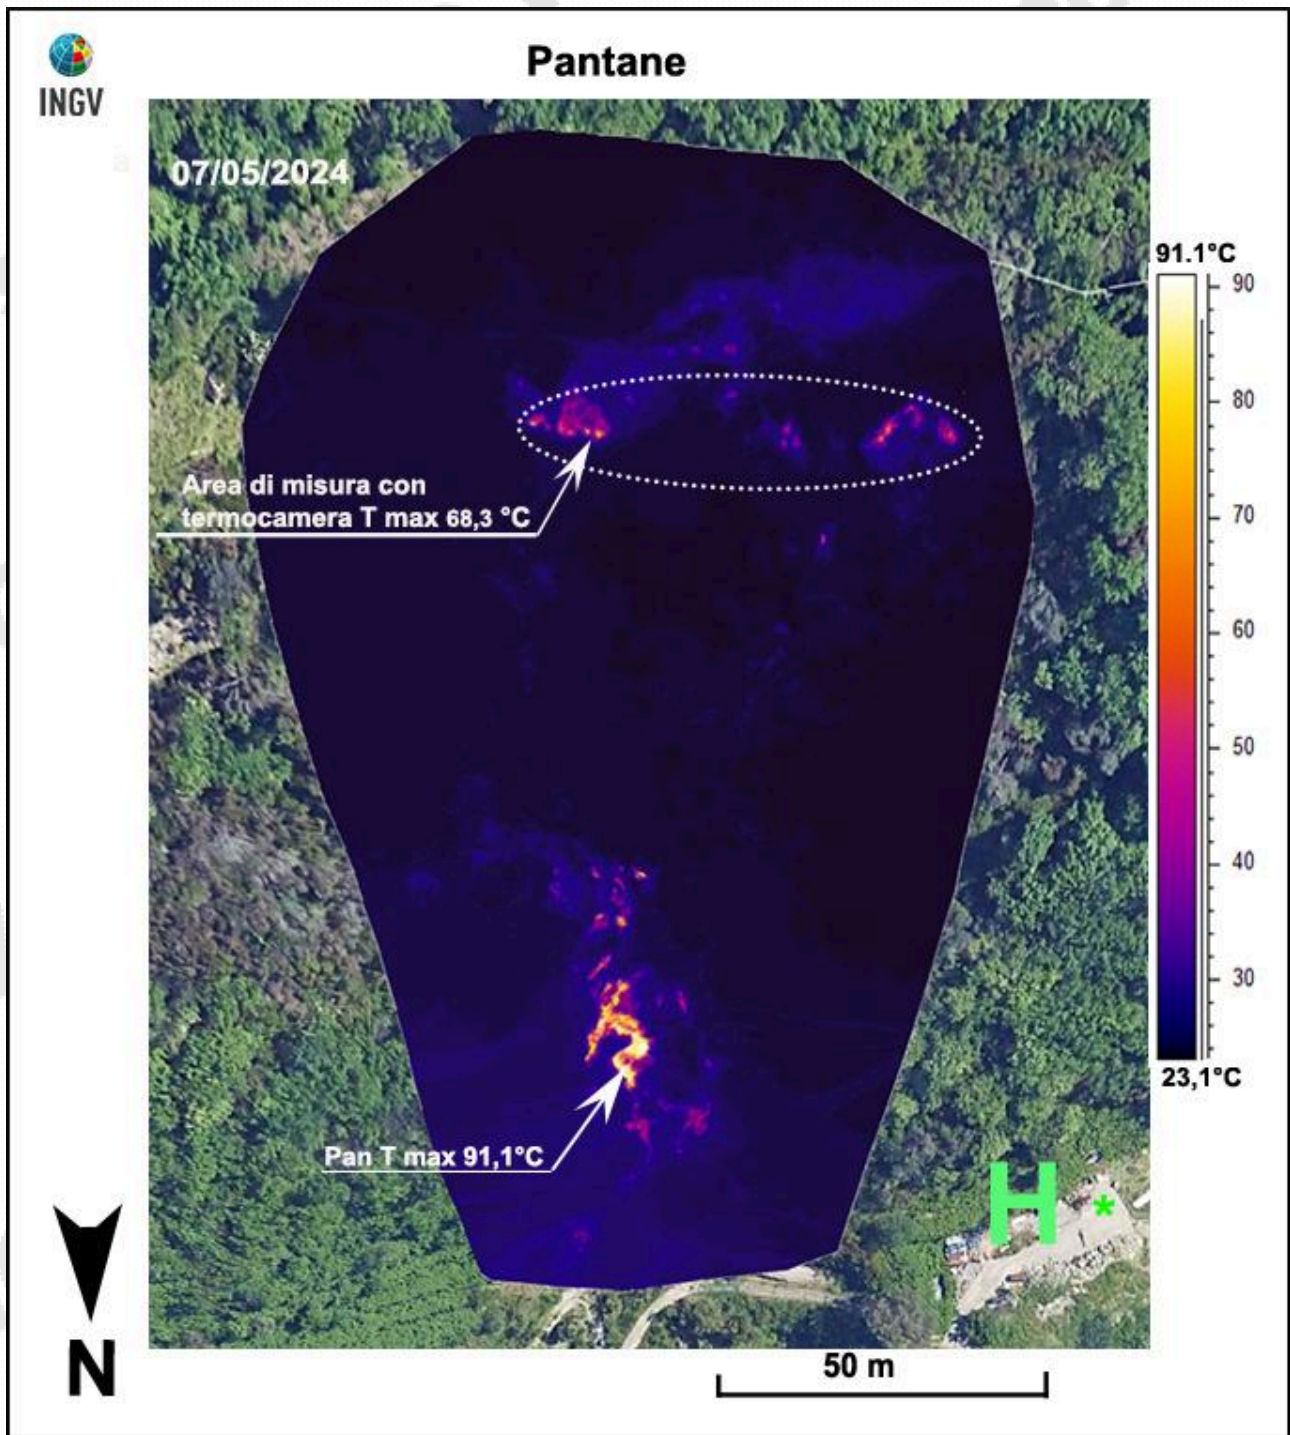 Pantane
INGV
07/05/2024
91.1°C
90
80
70
60
50
40
30
23,1°C
Area di misura con
termocamera T max 68,3 °C
Pan T max 91,1°C
H *
N
50 m